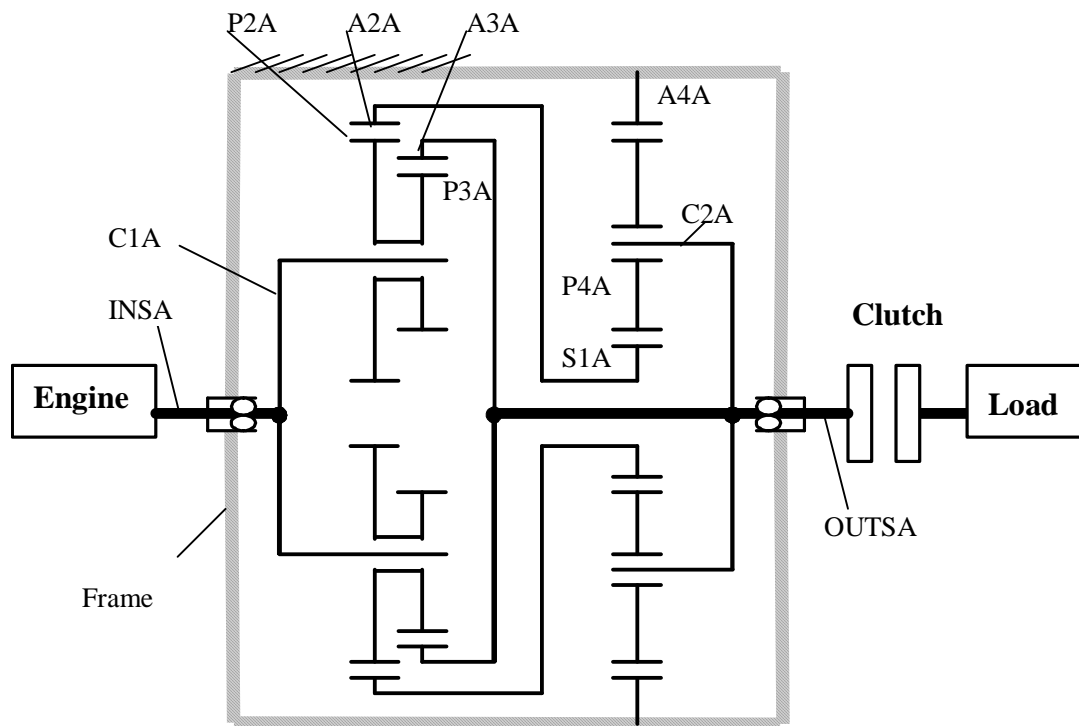 P2A
A2A
A3A
A4A
P3A
C2A
C1A
P4A
INSA
Clutch
S1A
Engine
Load
OUTSA
Frame